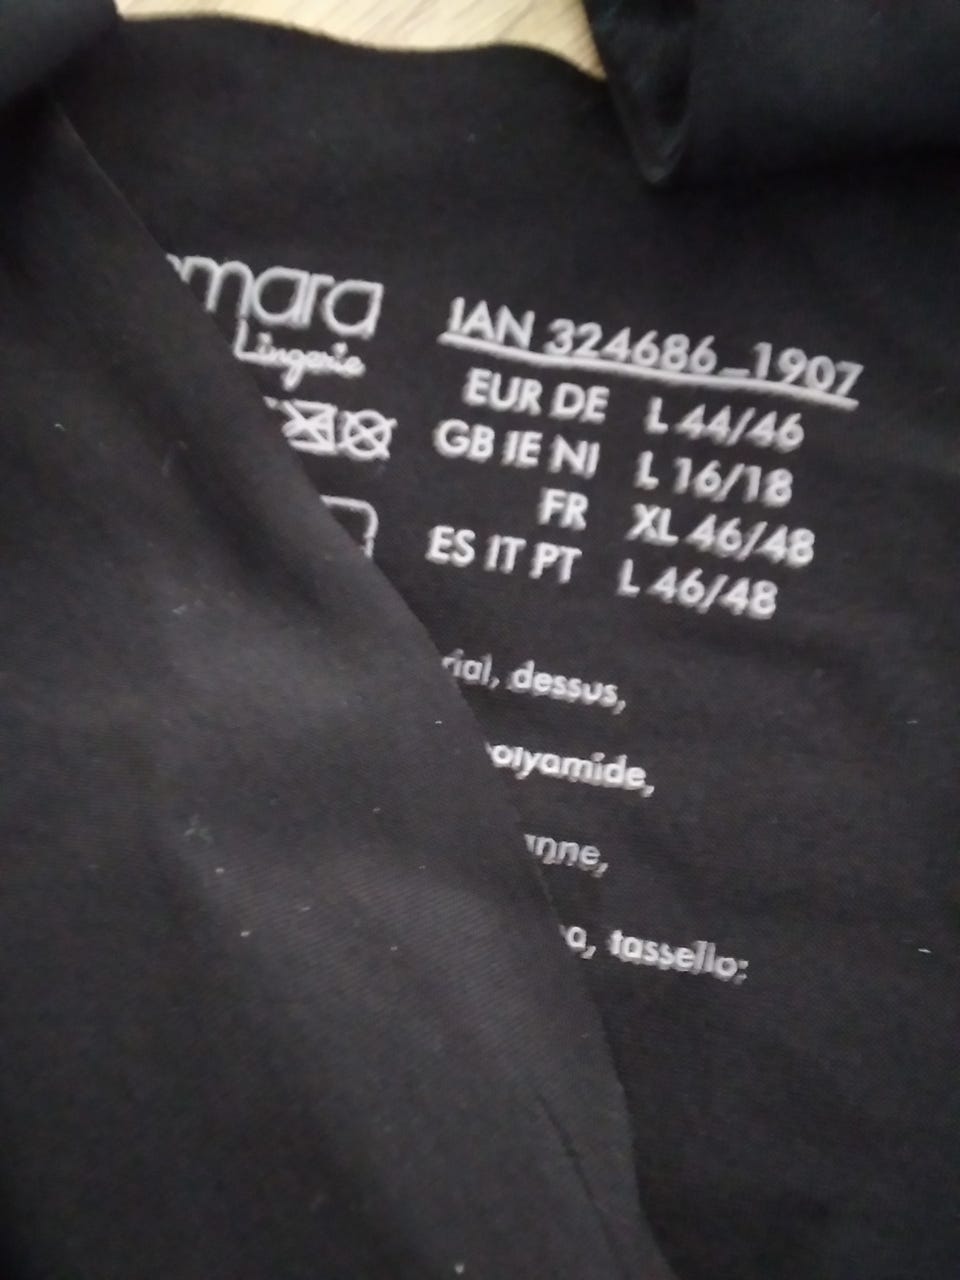 mara
Lingerie
IAN 324686_1907
EUR DE L 44/46
GB IE NI L 16/18
FR XL 46/48
ES IT PT L 46/48
rial, dessus,
olyamide,
nne,
a, tassello: